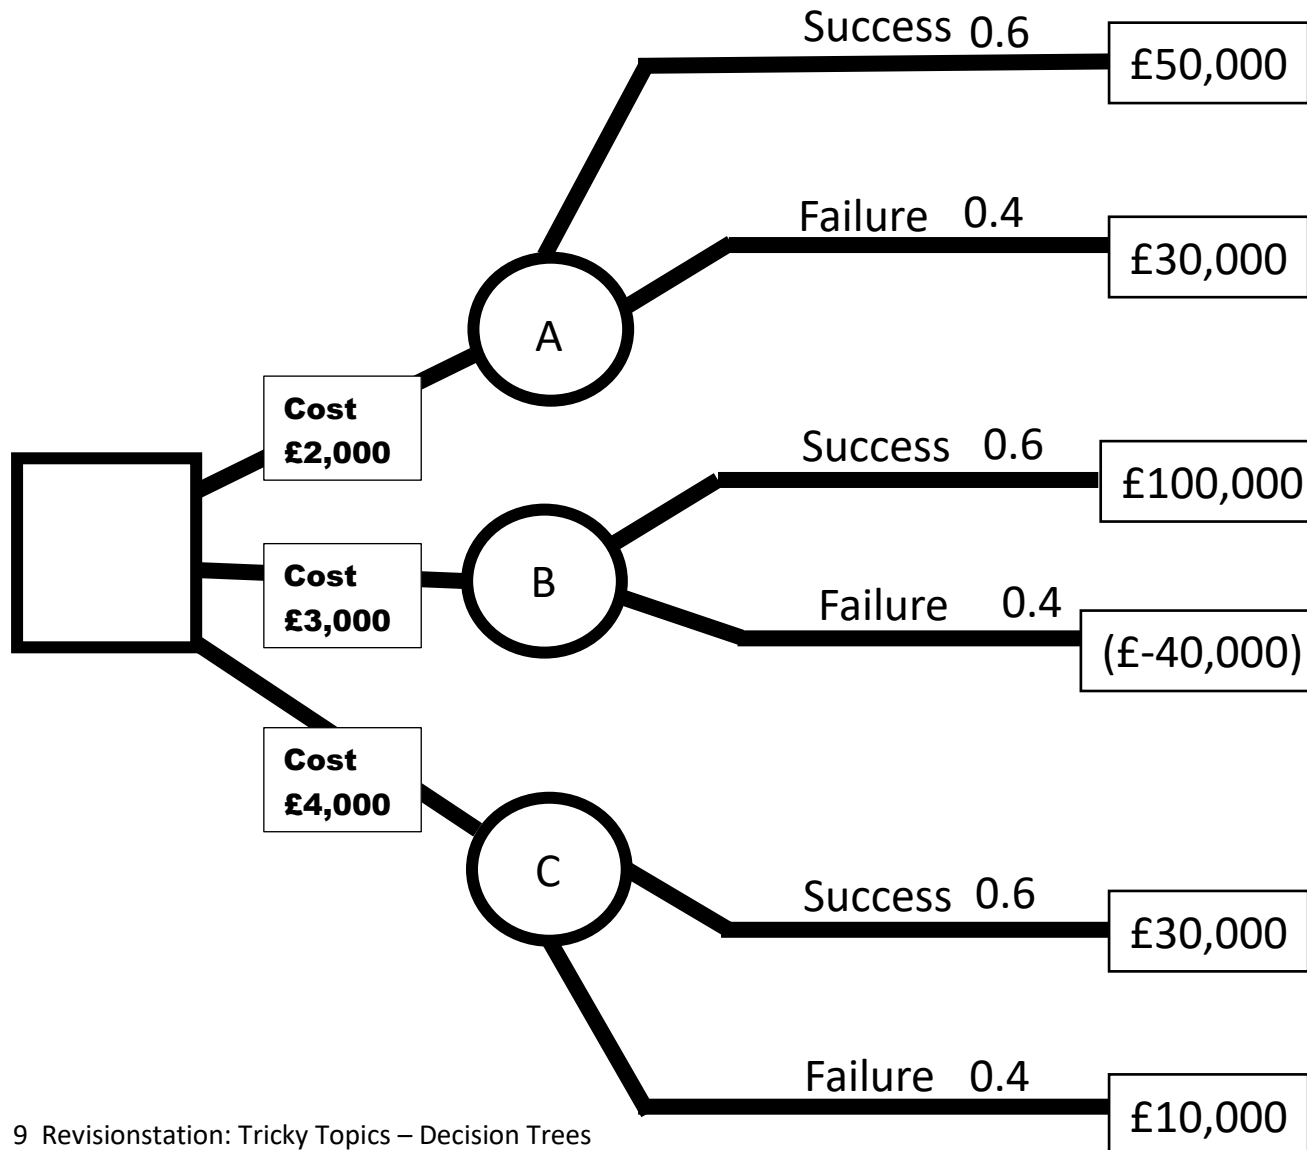 Success 0.6
£50,000
Failure 0.4
£30,000
A
Cost
£2,000
Success 0.6
£100,000
Cost
£3,000
B
Failure 0.4
(£-40,000)
Cost
£4,000
C
Success 0.6
£30,000
Failure 0.4
£10,000
9 Revisionstation: Tricky Topics – Decision Trees